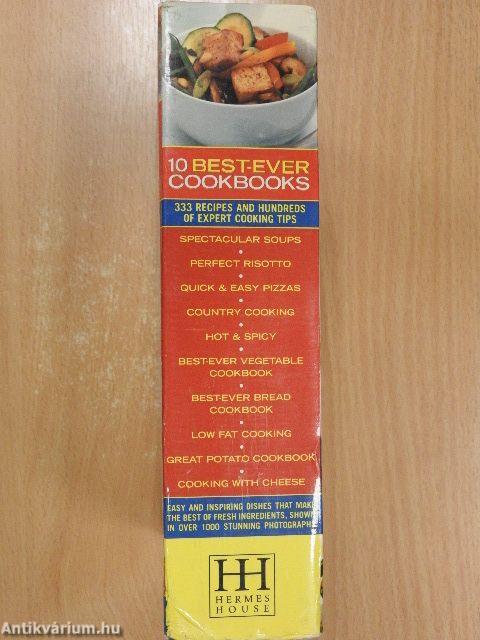 10 BEST-EVER
COOKBOOKS
333 RECIPES AND HUNDREDS
OF EXPERT COOKING TIPS
SPECTACULAR SOUPS
•
PERFECT RISOTTO
•
QUICK & EASY PIZZAS
•
COUNTRY COOKING
•
HOT & SPICY
•
BEST-EVER VEGETABLE
COOKBOOK
•
BEST-EVER BREAD
COOKBOOK
•
LOW FAT COOKING
•
GREAT POTATO COOKBOOK
•
COOKING WITH CHEESE
EASY AND INSPIRING DISHES THAT MAKE
THE BEST OF FRESH INGREDIENTS, SHOWN
IN OVER 1000 STUNNING PHOTOGRAPHS
HH
HERMES
HOUSE
Antikvárium.hu